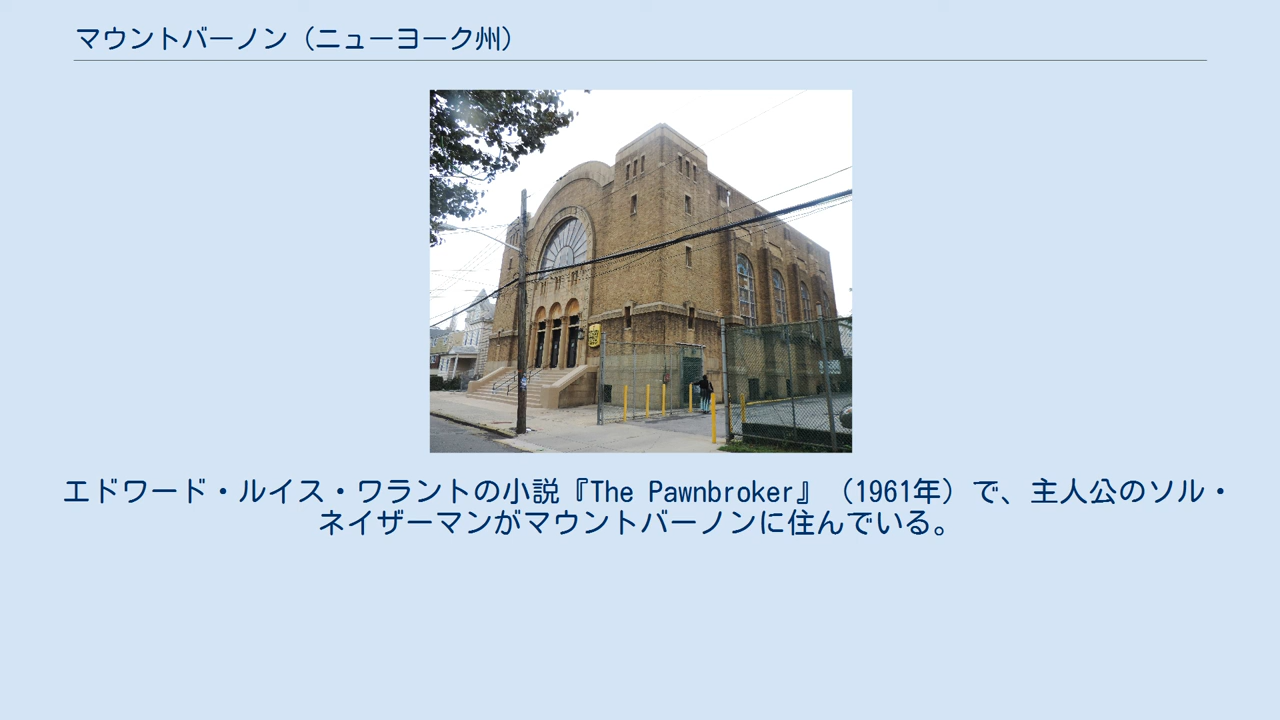 マウントバーノン（ニューヨーク州）
エドワード・ルイス・ワラントの小説『The Pawnbroker』（1961年）で、主人公のソル・
ネイザーマンがマウントバーノンに住んでいる。